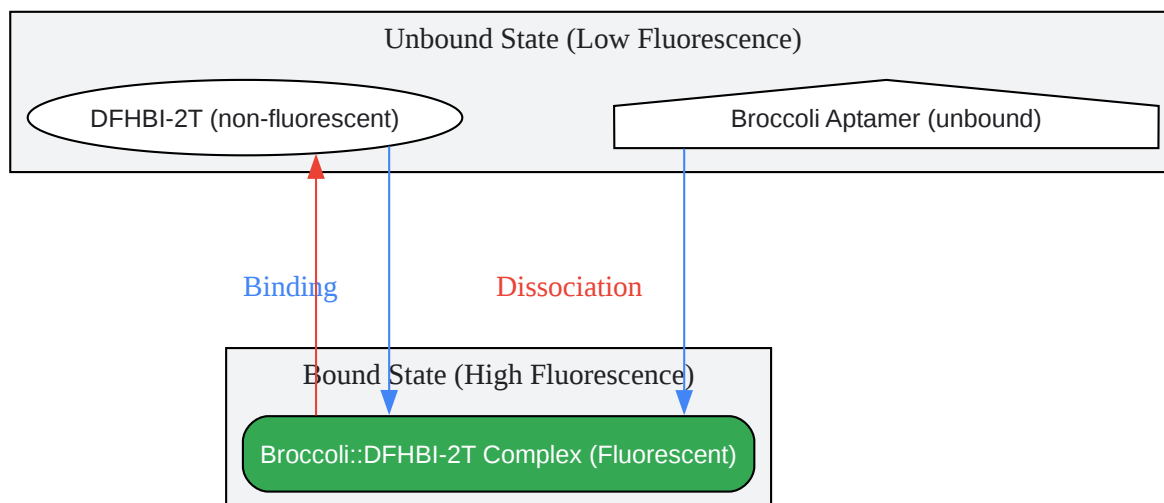 Unbound State (Low Fluorescence)
DFHBI-2T (non-fluorescent)
Broccoli Aptamer (unbound)
Binding
Dissociation
Bound State (High Fluorescence)
Broccoli::DFHBI-2T Complex (Fluorescent)